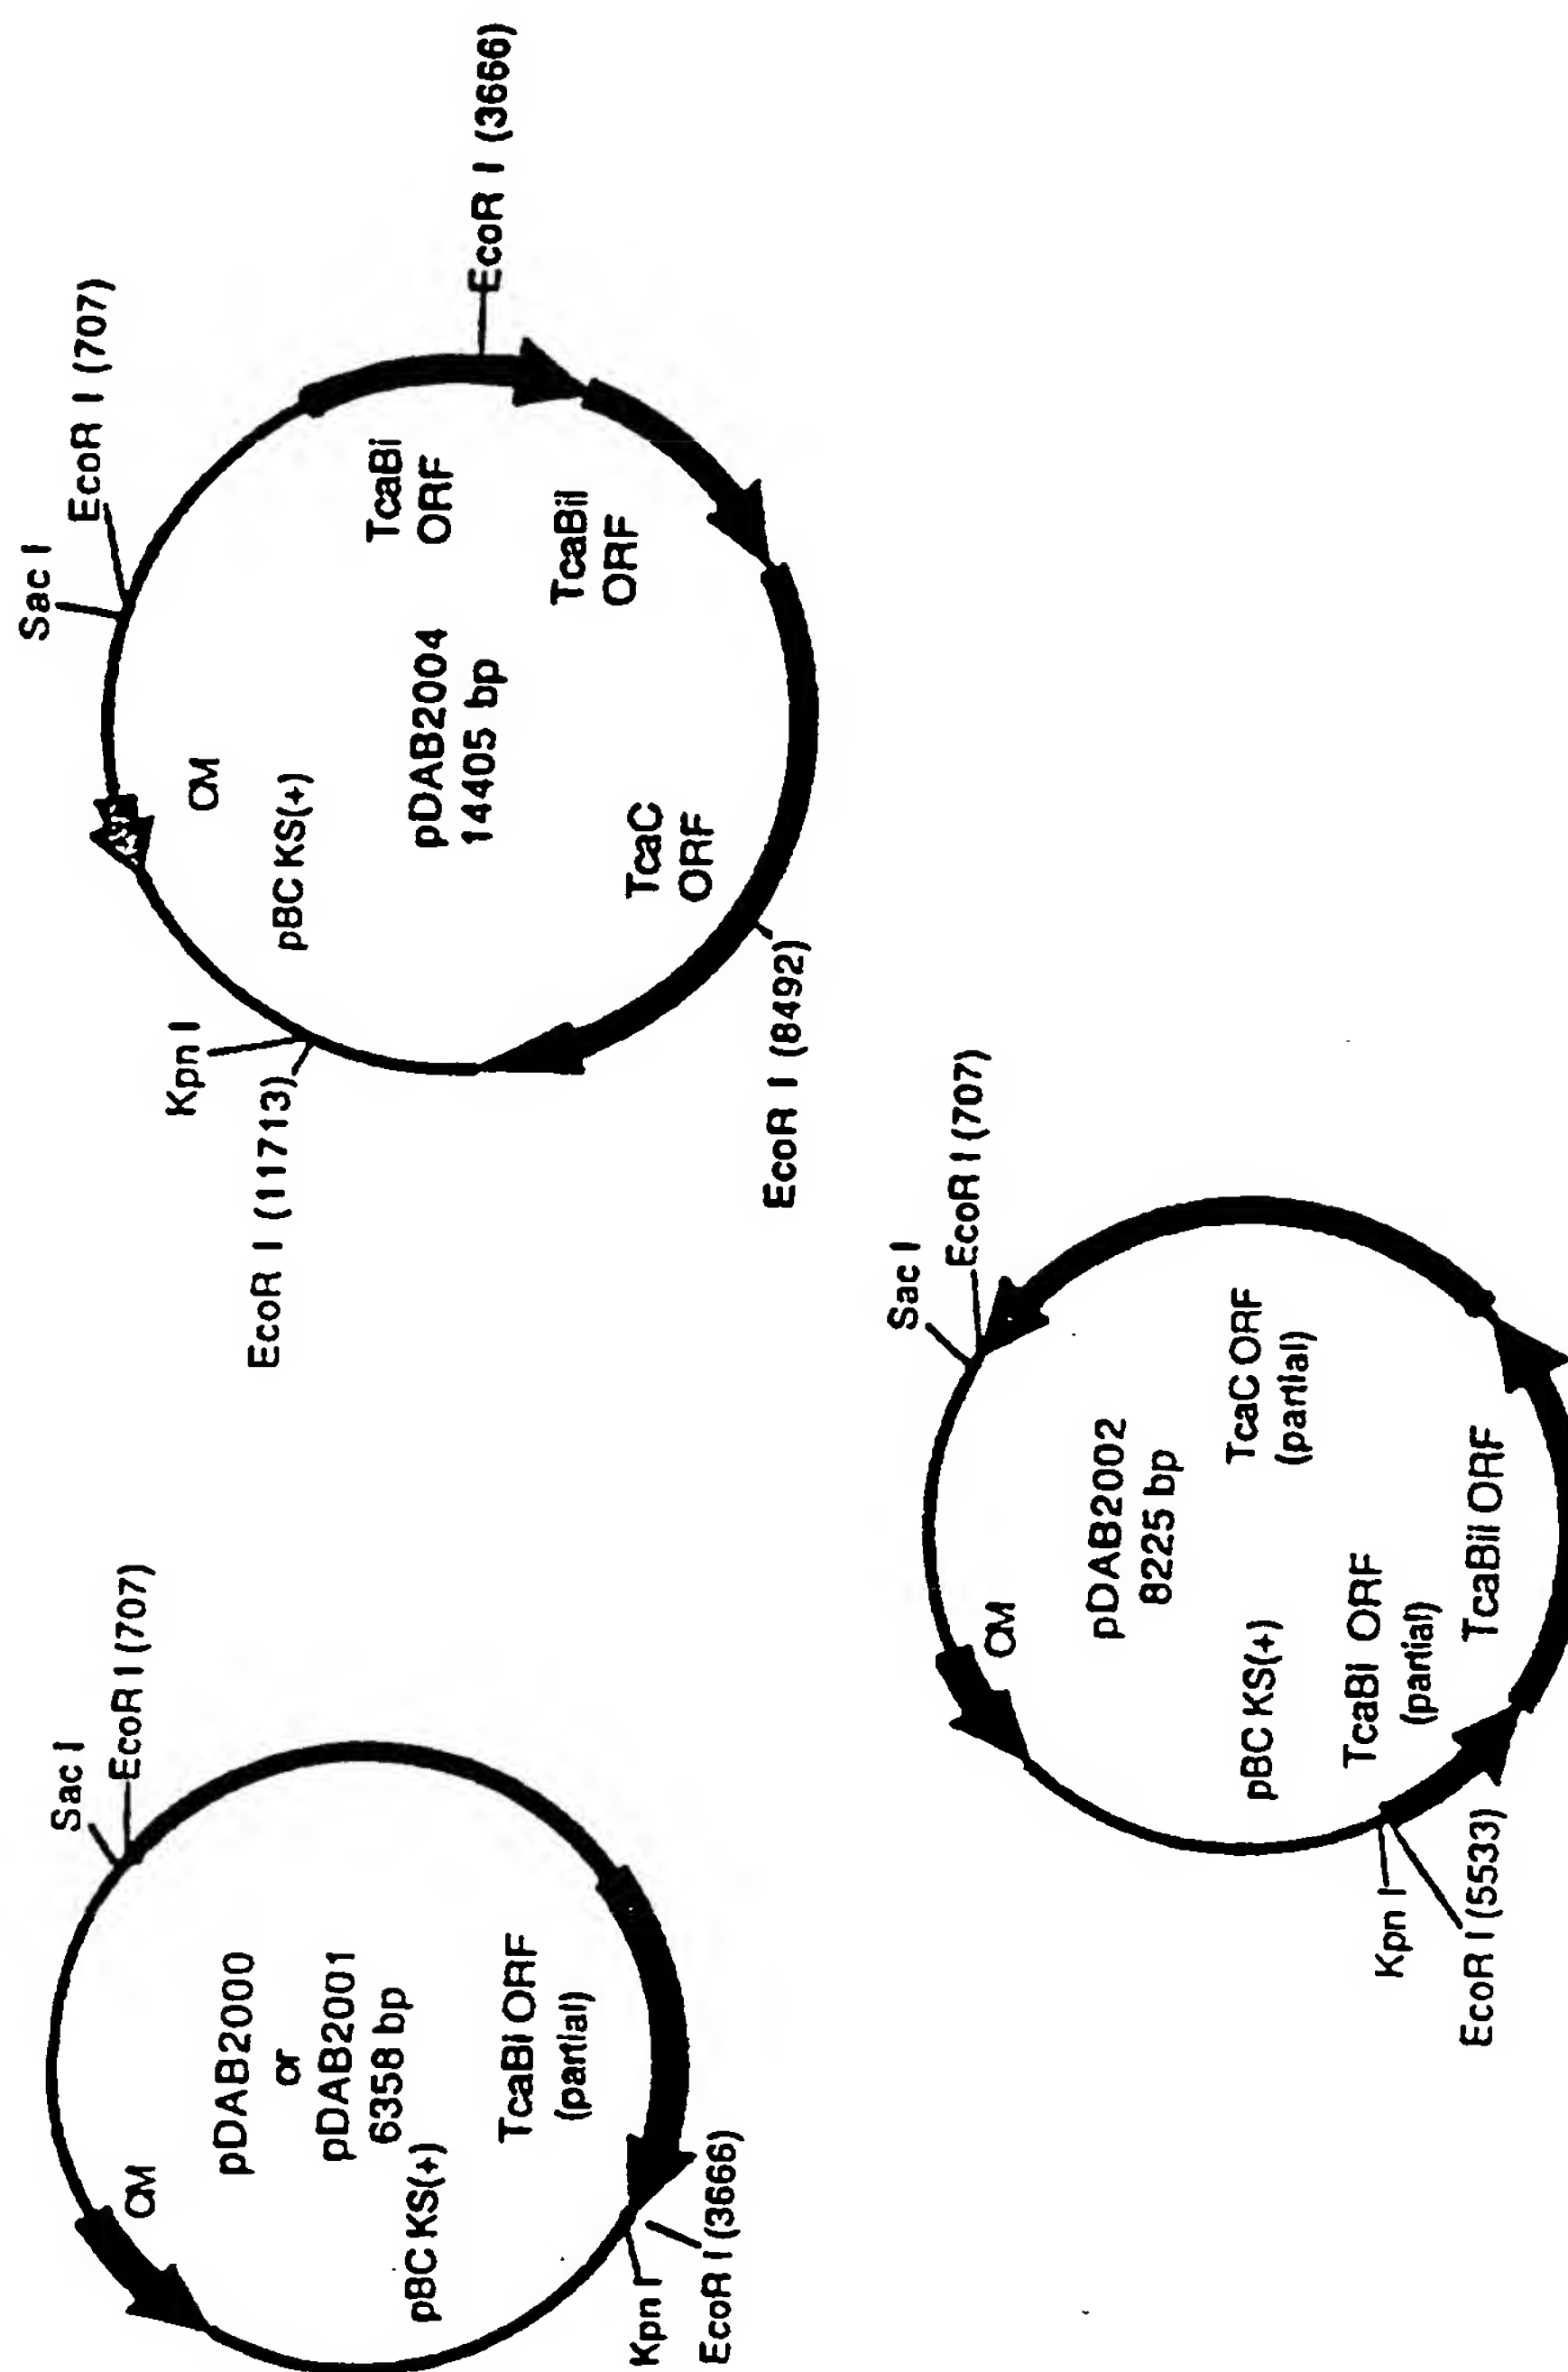 Sac I
EcoR I (707)
CM
pDAB2000
or
pDAB2001
6358 bp
pBC KS(+)
TcaBi ORF
(partial)
Kpn I
EcoR I (3666)
Sac I
EcoR I (707)
CM
pDAB2002
8225 bp
TcaC ORF
(partial)
pBC KS(+)
TcaBi ORF
(partial)
TcaBii ORF
Kpn I
EcoR I (5533)
Sac I
EcoR I (707)
Kpn I
CM
EcoR I (11713)
pBC KS(+)
TcaBi
ORF
EcoR I (3666)
pDAB2004
14405 bp
TcaBii
ORF
TcaC
ORF
EcoR I (8492)